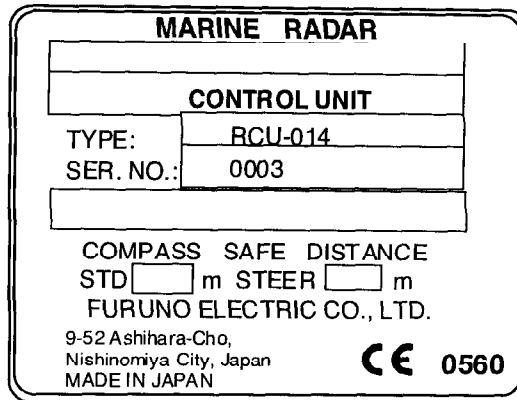 MARINE RADAR
CONTROL UNIT
TYPE: RCU-014
SER. NO.: 0003
COMPASS SAFE DISTANCE
STD m STEER m
FURUNO ELECTRIC CO., LTD.
9-52 Ashihara-Cho,
Nishinomiya City, Japan
MADE IN JAPAN
CE 0560